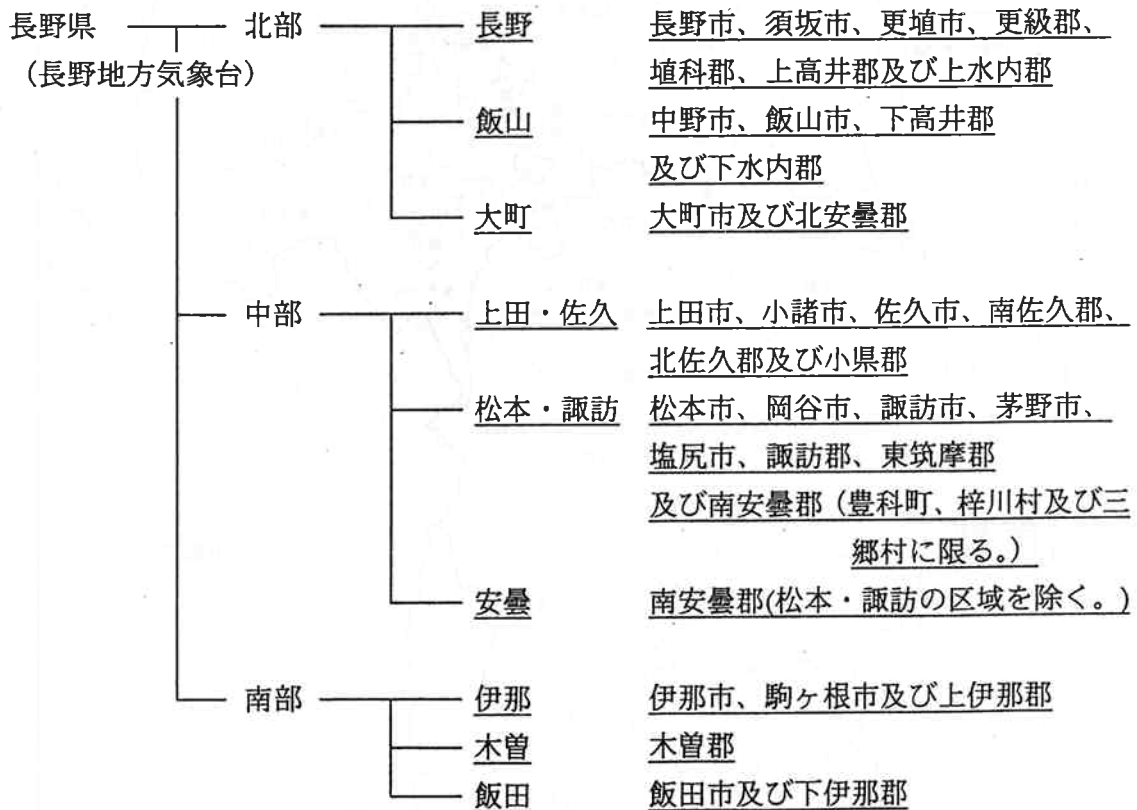 長野県 北部 長野 長野市、須坂市、更埴市、更級郡、
(長野地方気象台) 埴科郡、上高井郡及び上水内郡
飯山 中野市、飯山市、下高井郡
及び下水内郡
大町 大町市及び北安曇郡
中部 上田・佐久 上田市、小諸市、佐久市、南佐久郡、
北佐久郡及び小県郡
松本・諏訪 松本市、岡谷市、諏訪市、茅野市、
塩尻市、諏訪郡、東筑摩郡
及び南安曇郡(豊科町、梓川村及び三
郷村に限る。)
安曇 南安曇郡(松本・諏訪の区域を除く。)
南部 伊那 伊那市、駒ヶ根市及び上伊那郡
木曽 木曽郡
飯田 飯田市及び下伊那郡